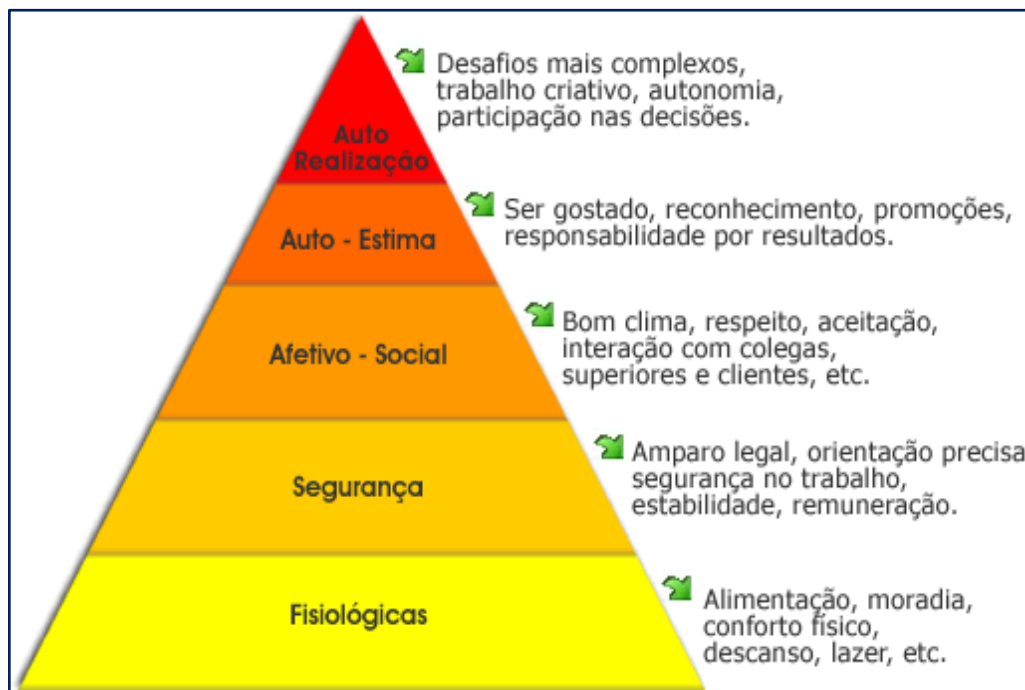 Desafios mais complexos,
trabalho criativo, autonomia,
participação nas decisões.
Auto
Realização
Ser gostado, reconhecimento, promoções,
responsabilidade por resultados.
Auto - Estima
Bom clima, respeito, aceitação,
interação com colegas,
superiores e clientes, etc.
Afetivo - Social
Amparo legal, orientação precisa
segurança no trabalho,
estabilidade, remuneração.
Segurança
Alimentação, moradia,
conforto físico,
descanso, lazer, etc.
Fisiológicas